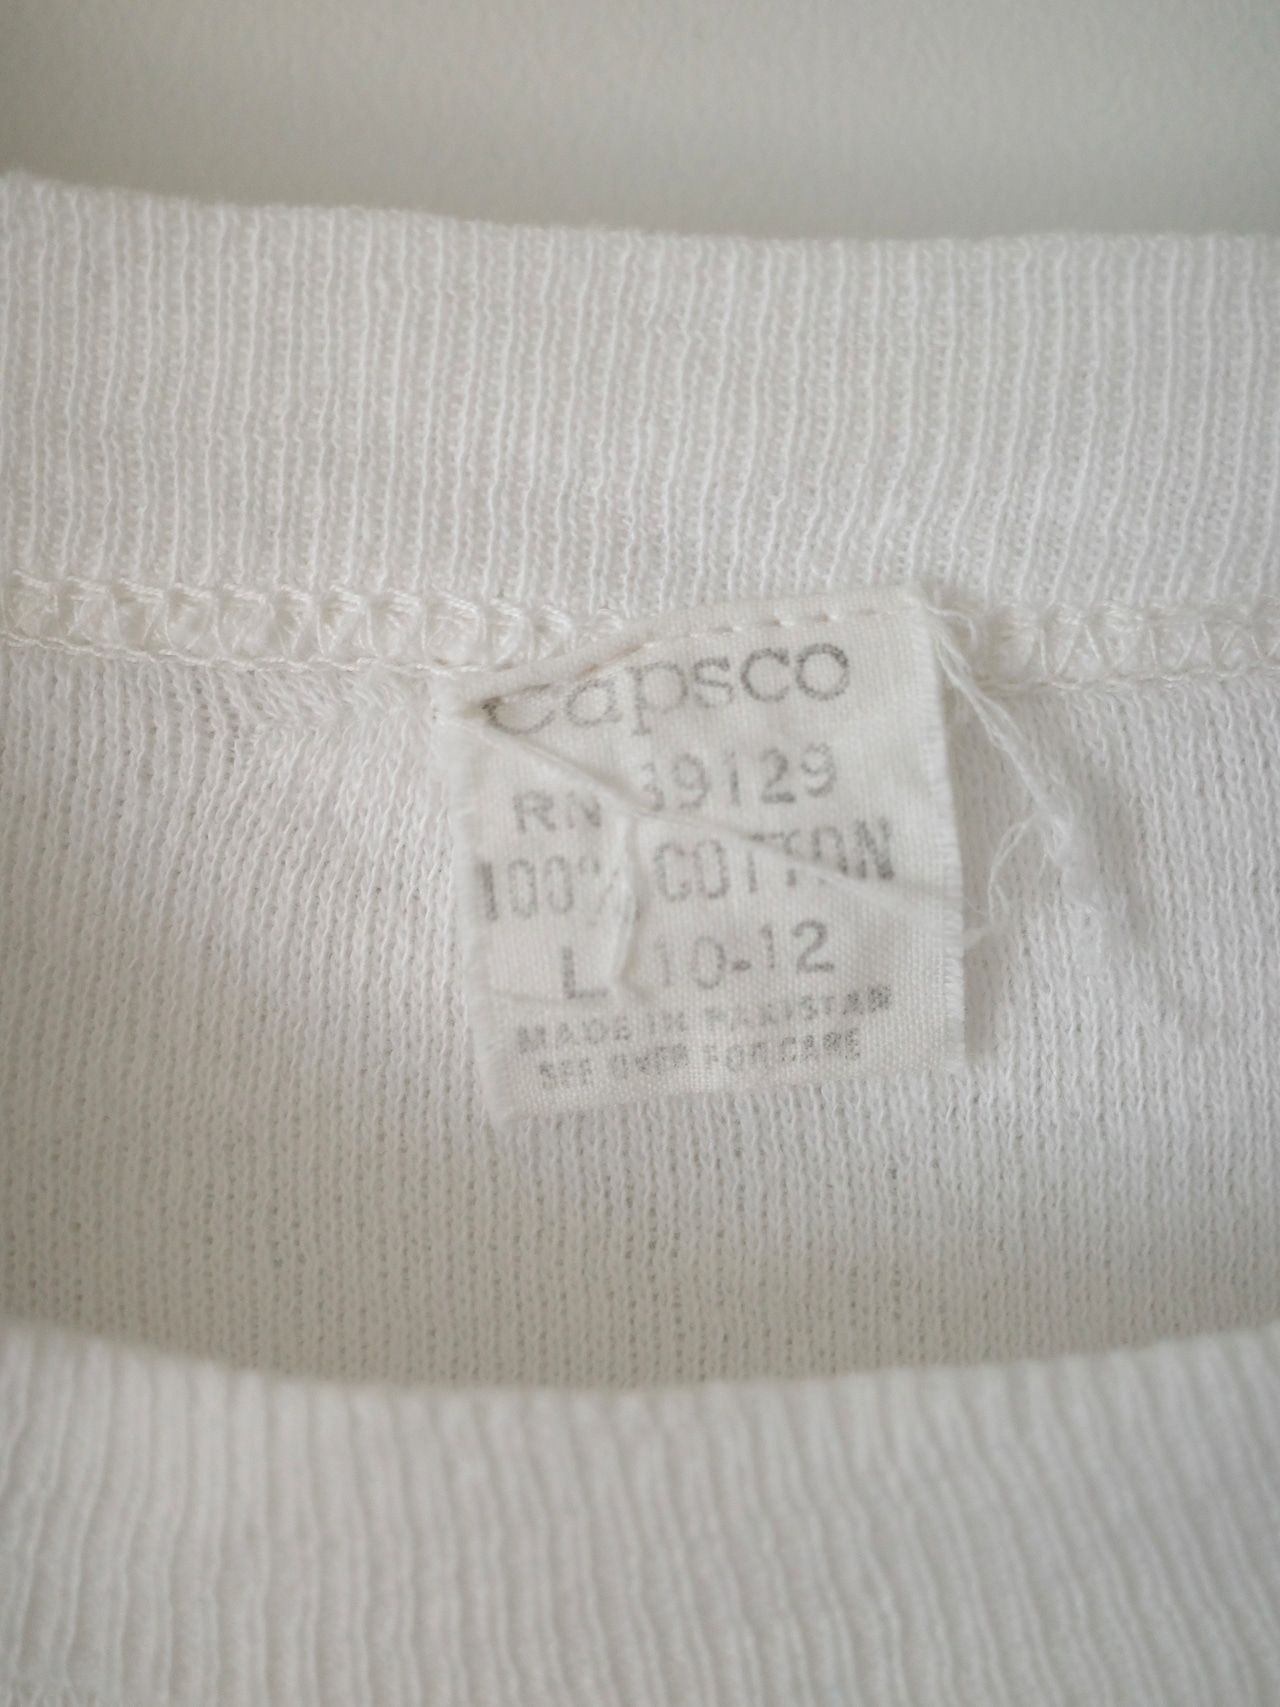 Capsco
RN 39129
100% COTTON
L 10-12
MADE IN PAKISTAN
SEE OVER FOR CARE